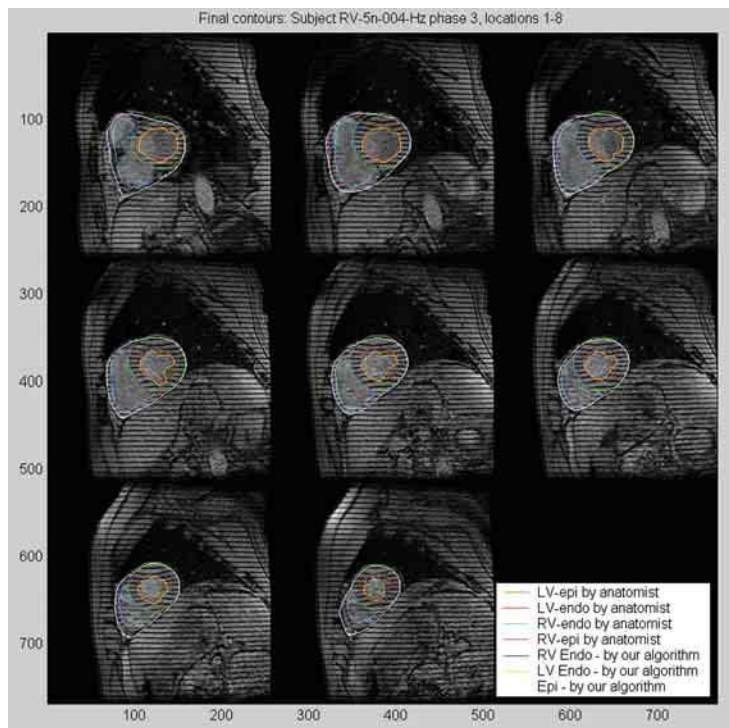 Final contours: Subject RV-5n-004-Hz phase 3, locations 1-8
100
200
300
400
500
600
700
LV-epi by anatomist
LV-endo by anatomist
RV-endo by anatomist
RV-epi by anatomist
RV Endo - by our algorithm
LV Endo - by our algorithm
Epi - by our algorithm
100 200 300 400 500 600 700